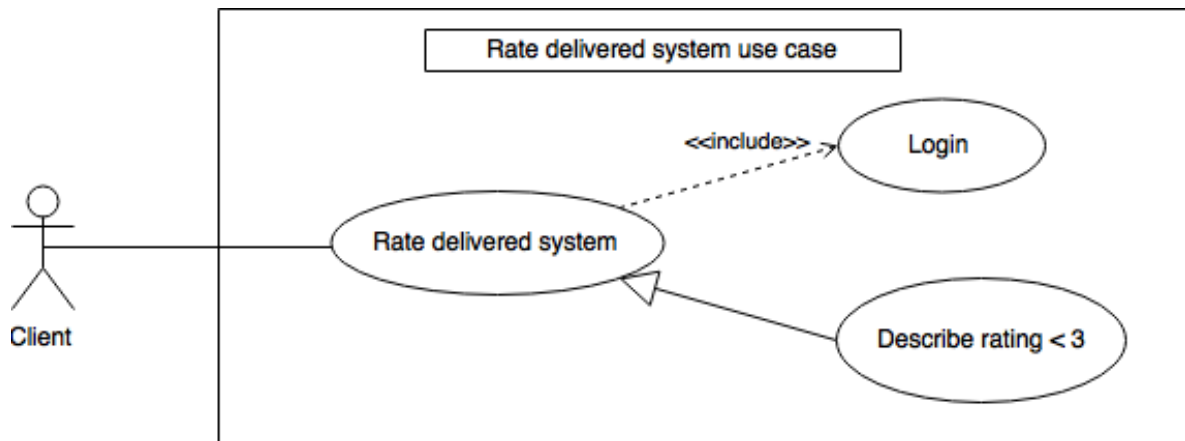 Rate delivered system use case
Login
<<include>>
Rate delivered system
Client
Describe rating < 3